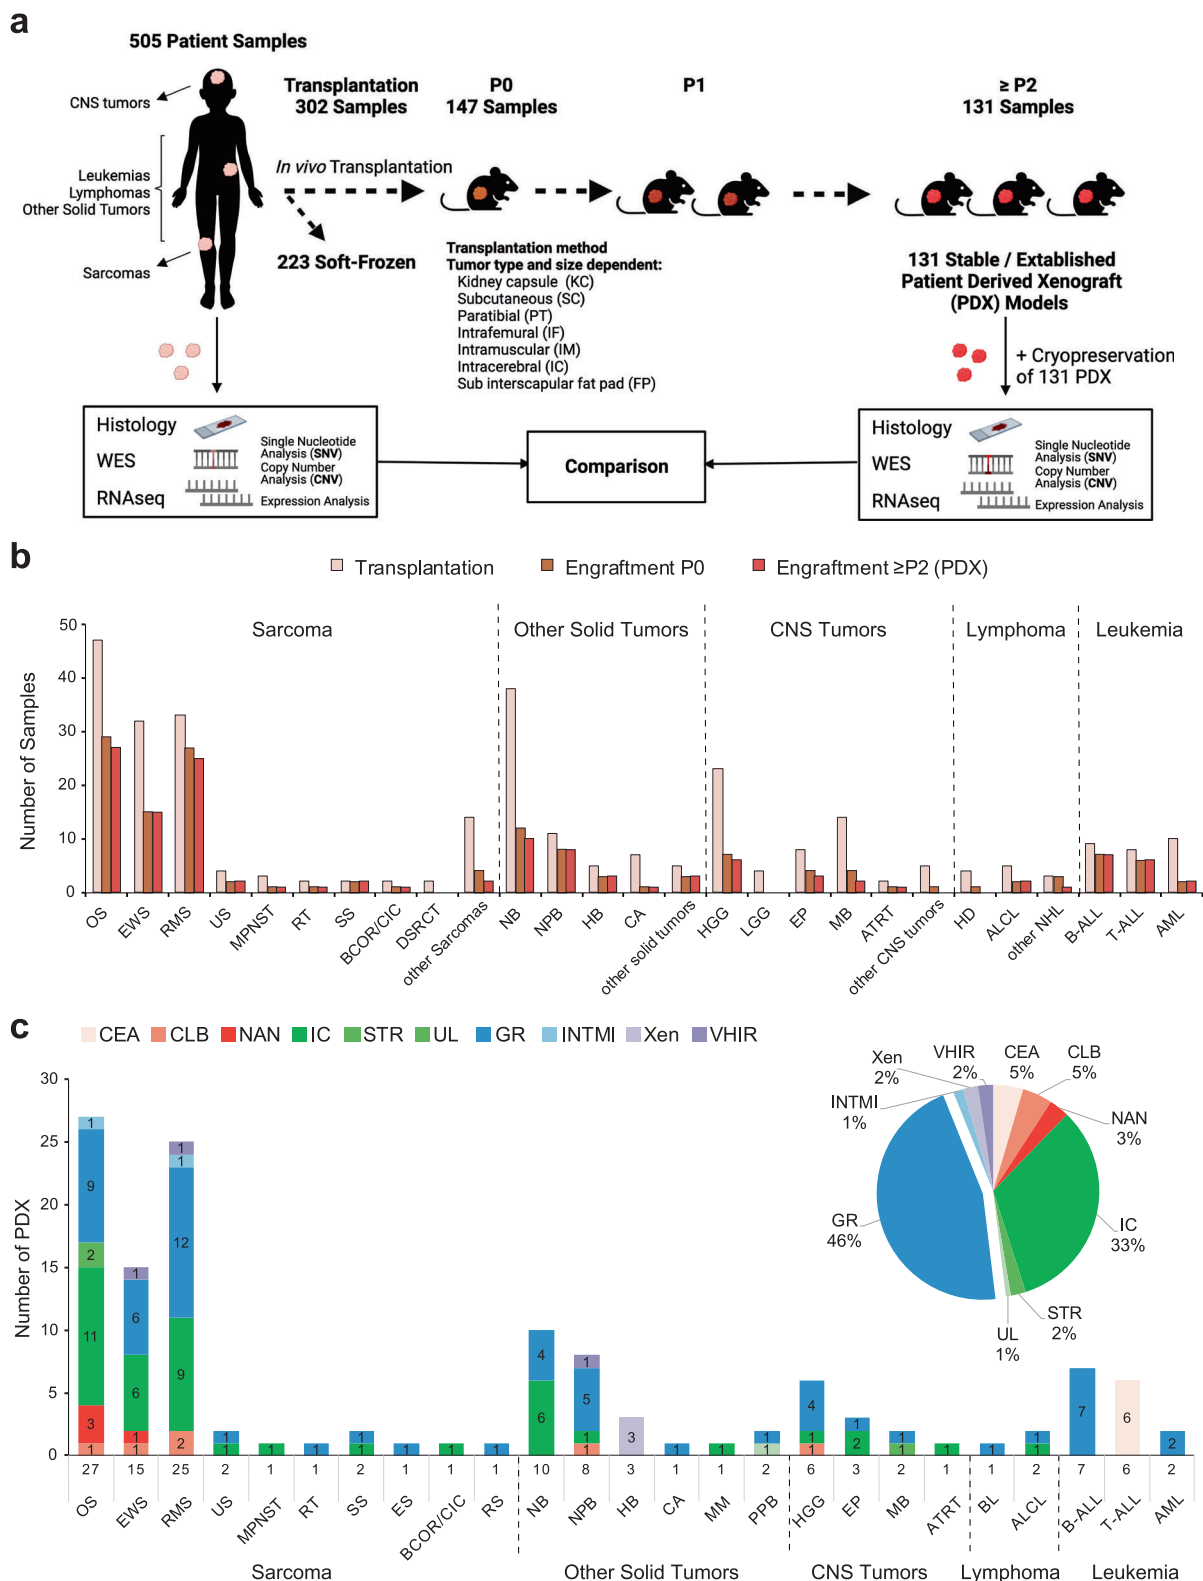 a
505 Patient Samples
CNS tumors
Leukemias
Lymphomas
Other Solid Tumors
Sarcomas
Transplantation
302 Samples
P0
147 Samples
P1
≥ P2
131 Samples
In vivo Transplantation
223 Soft-Frozen
Transplantation method
Tumor type and size dependent:
Kidney capsule (KC)
Subcutaneous (SC)
Paratibial (PT)
Intrafemural (IF)
Intramuscular (IM)
Intracerebral (IC)
Sub interscapular fat pad (FP)
131 Stable / Extablished
Patient Derived Xenograft
(PDX) Models
+ Cryopreservation
of 131 PDX
Histology
WES
RNAseq
Single Nucleotide
Analysis (SNV)
Copy Number
Analysis (CNV)
Expression Analysis
Comparison
Histology
WES
RNAseq
Single Nucleotide
Analysis (SNV)
Copy Number
Analysis (CNV)
Expression Analysis
b
Transplantation Engraftment P0 Engraftment ≥P2 (PDX)
Sarcoma Other Solid Tumors CNS Tumors Lymphoma Leukemia
Number of Samples
50
40
30
20
10
0
OS EWS RMS US MPNST RT SS BCOR/CIC DSRCT other Sarcomas NB NPB HB CA other solid tumors HGG LGG EP MB ATRT other CNS tumors HD ALCL other NHL B-ALL T-ALL AML
c
CEA CLB NAN IC STR UL GR INTMI Xen VHIR
Number of PDX
30
25
20
15
10
5
0
1
9
2
11
3
1
1
6
6
1
1
1
1
12
9
2
1
1
1
1
1
1
1
1
1
4
6
1
5
1
1
3
1
1
1
1
4
1
1
1
2
1
1
1
1
1
1
7
6
2
Xen
2%
VHIR
2%
CEA
5%
CLB
5%
INTMI
1%
NAN
3%
GR
46%
IC
33%
STR
2%
UL
1%
27 15 25 2 1 1 2 1 1 1 10 8 3 1 1 2 6 3 2 1 1 2 7 6 2
OS EWS RMS US MPNST RT SS ES BCOR/CIC RS NB NPB HB CA MM PPB HGG EP MB ATRT BL ALCL B-ALL T-ALL AML
Sarcoma Other Solid Tumors CNS Tumors Lymphoma Leukemia